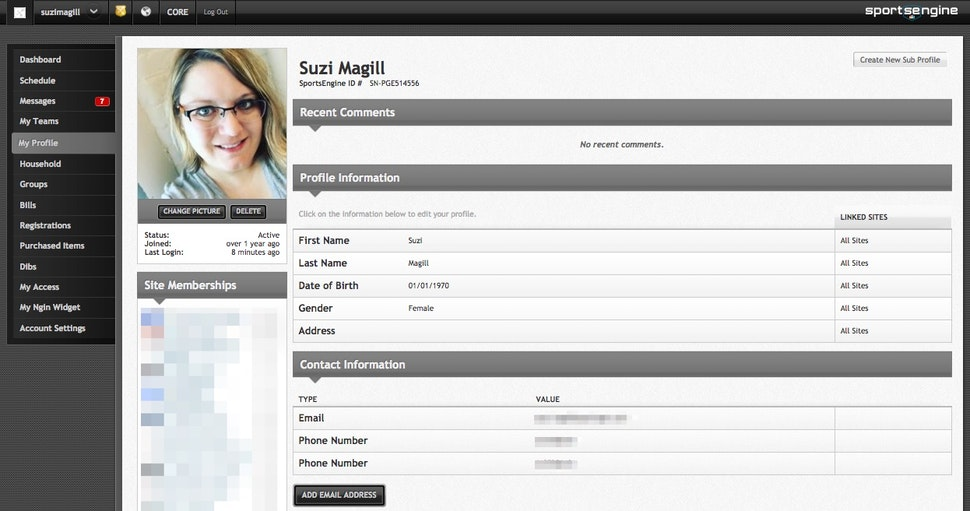 suzimagill
CORE
Log Out
sportsengine
Dashboard
Schedule
Messages 7
My Teams
My Profile
Household
Groups
Bills
Registrations
Purchased Items
Dibs
My Access
My Ngin Widget
Account Settings
CHANGE PICTURE DELETE
Status: Active
Joined: over 1 year ago
Last Login: 8 minutes ago
Site Memberships
Suzi Magill
SportsEngine ID # SN-PGE514556
Create New Sub Profile
Recent Comments
No recent comments.
Profile Information
Click on the information below to edit your profile.
LINKED SITES
First Name Suzi All Sites
Last Name Magill All Sites
Date of Birth 01/01/1970 All Sites
Gender Female All Sites
Address All Sites
Contact Information
TYPE VALUE
Email
Phone Number
Phone Number
ADD EMAIL ADDRESS